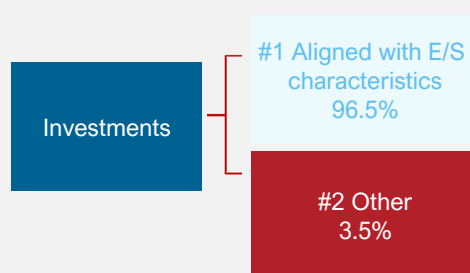 Investments
#1 Aligned with E/S
characteristics
96.5%
#2 Other
3.5%